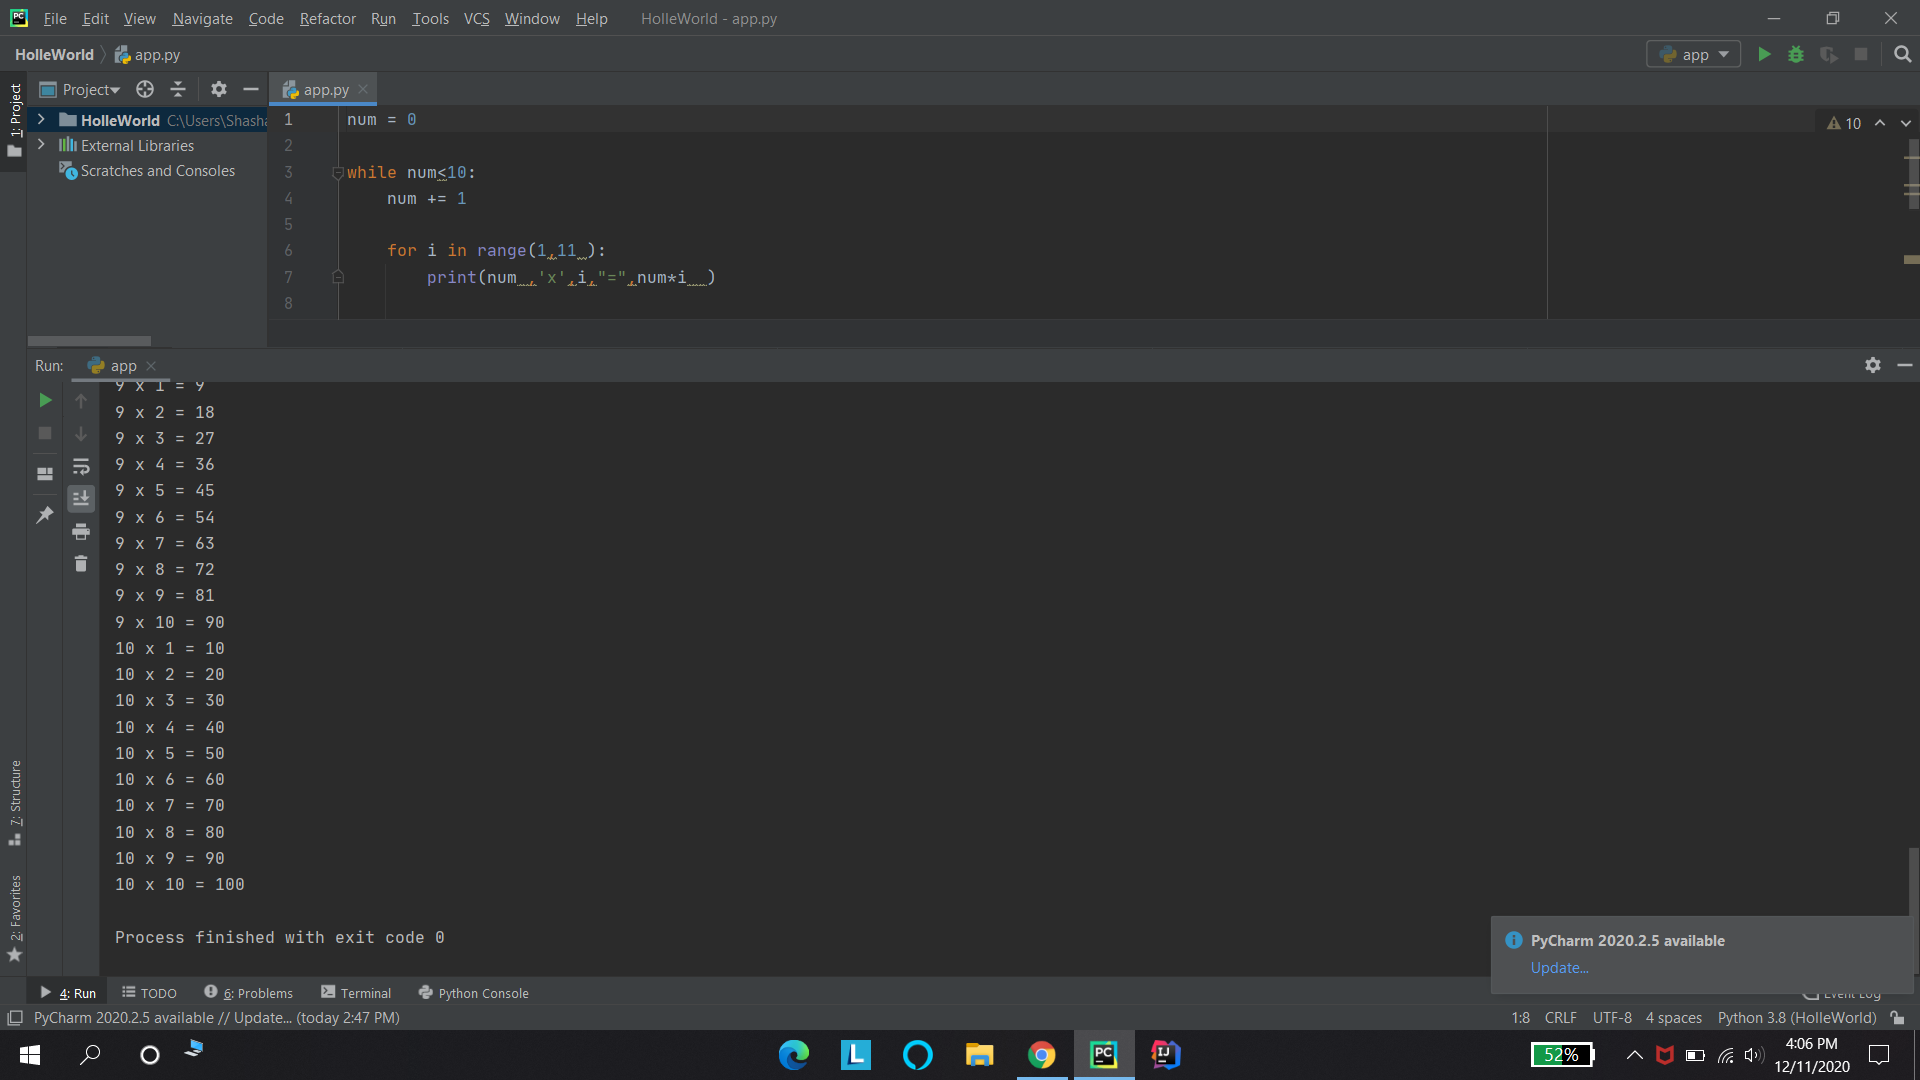 File Edit View Navigate Code Refactor Run Tools VCS Window Help HolleWorld - app.py
HolleWorld app.py
app
Project
app.py
1: Project
HolleWorld C:\Users\Shasha
External Libraries
Scratches and Consoles
10
1 num = 0
2
3 while num<10:
4 num += 1
5
6 for i in range(1,11 ):
7 print(num ,'x',i,"=",num*i )
8
Run: app
9 x 1 = 9
9 x 2 = 18
9 x 3 = 27
9 x 4 = 36
9 x 5 = 45
9 x 6 = 54
9 x 7 = 63
9 x 8 = 72
9 x 9 = 81
9 x 10 = 90
10 x 1 = 10
10 x 2 = 20
10 x 3 = 30
10 x 4 = 40
10 x 5 = 50
10 x 6 = 60
10 x 7 = 70
10 x 8 = 80
10 x 9 = 90
10 x 10 = 100
Process finished with exit code 0
7: Structure
2: Favorites
PyCharm 2020.2.5 available
Update...
4: Run TODO 6: Problems Terminal Python Console Event Log
PyCharm 2020.2.5 available // Update... (today 2:47 PM) 1:8 CRLF UTF-8 4 spaces Python 3.8 (HolleWorld)
L PC IJ 52%
4:06 PM
12/11/2020